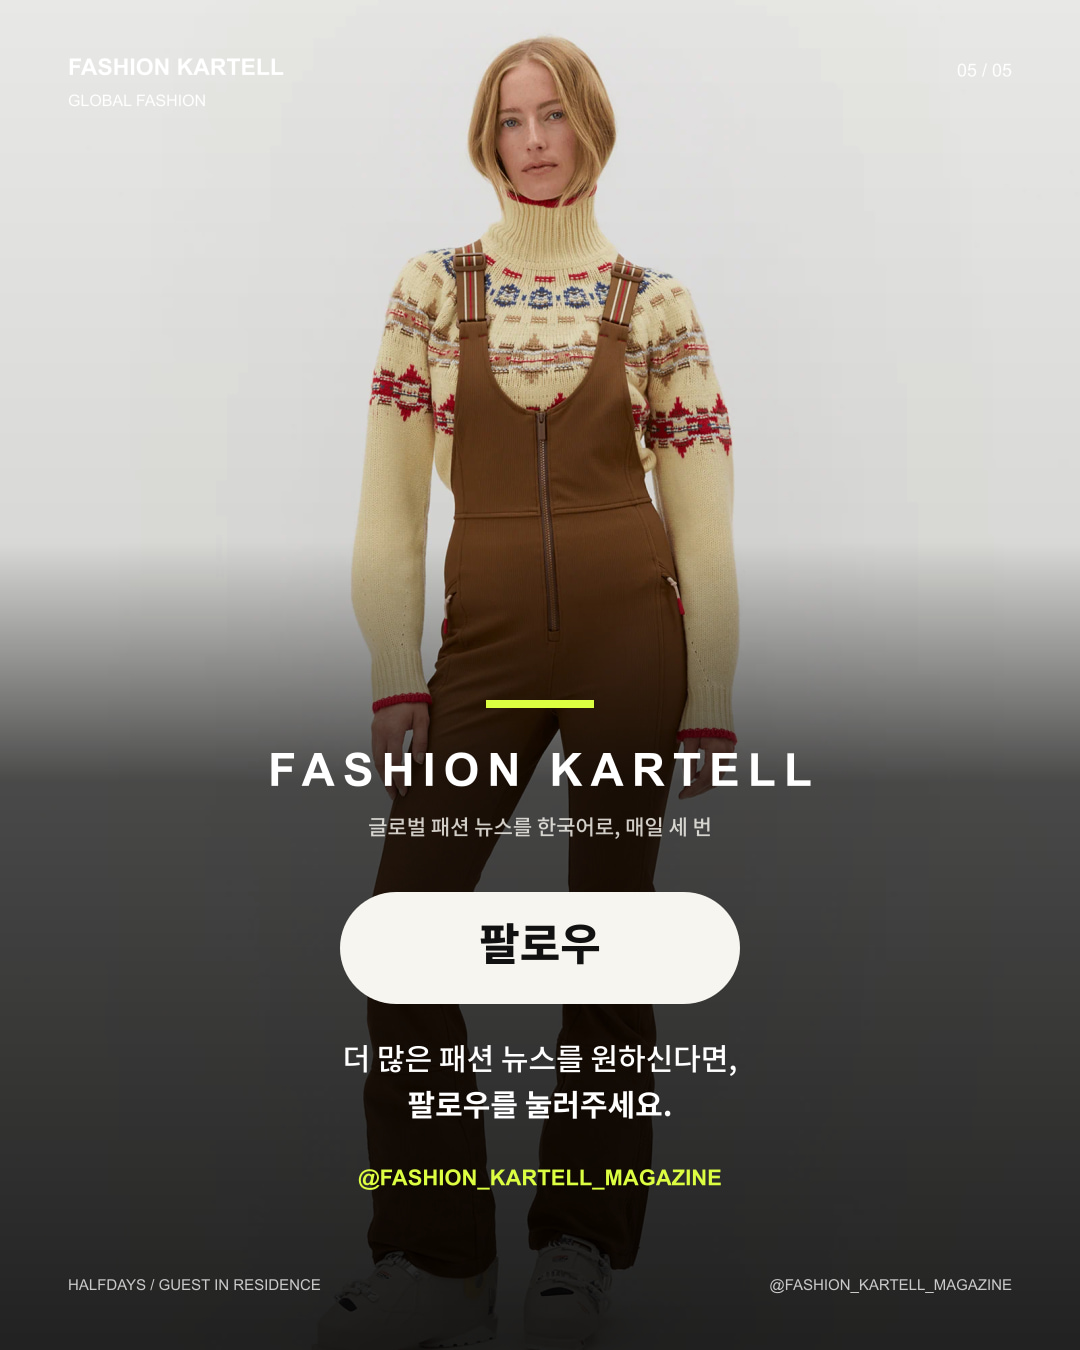 FASHION KARTELL
GLOBAL FASHION
05 / 05
FASHION KARTELL
글로벌 패션 뉴스를 한국어로, 매일 세 번
팔로우
더 많은 패션 뉴스를 원하신다면,
팔로우를 눌러주세요.
@FASHION_KARTELL_MAGAZINE
HALFDAYS / GUEST IN RESIDENCE
@FASHION_KARTELL_MAGAZINE